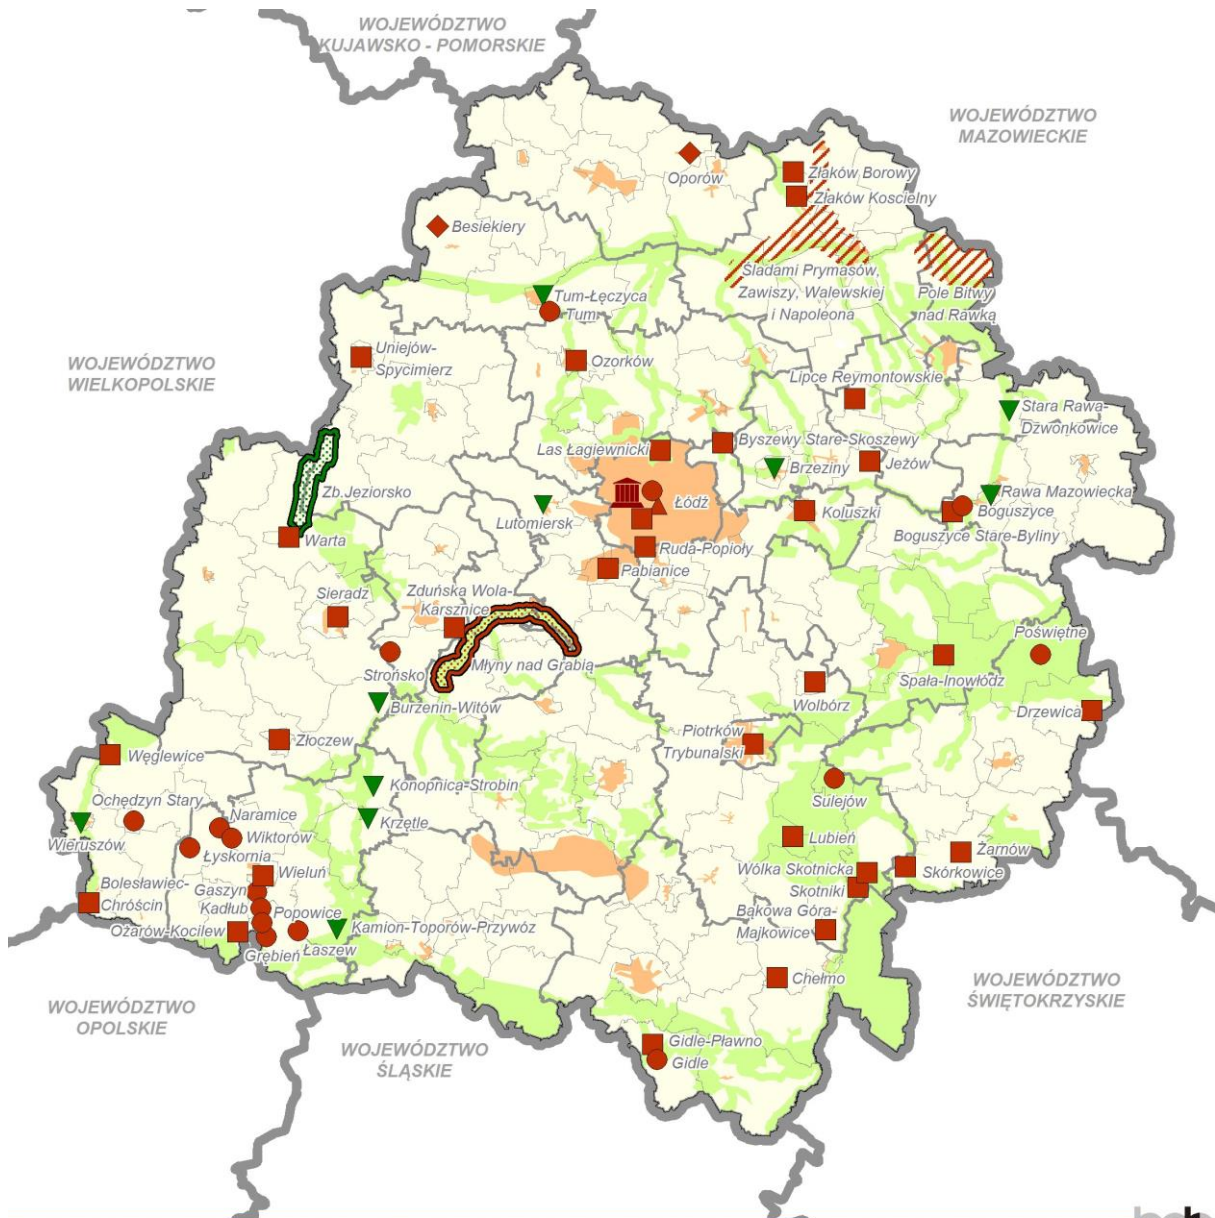 WOJEWÓDZTWO
KUJAWSKO - POMORSKIE
WOJEWÓDZTWO
MAZOWIECKIE
Oporów
Złaków Borowy
Złaków Koscielny
Besiekiery
Śladami Prymasów,
Zawiszy, Walewskiej
i Napoleona
Pole Bitwy
nad Rawką
Tum-Łęczyca
Tum
WOJEWÓDZTWO
WIELKOPOLSKIE
Uniejów-
Spycimierz
Ozorków
Lipce Reymontowskie
Stara Rawa-
Dzwonkowice
Las Łagiewnicki
Byszewy Stare-Skoszewy
Brzeziny
Jeżów
Zb.Jeziorsko
Lutomiersk
Łódź
Koluszki
Rawa Mazowiecka
Boguszyce
Boguszyce Stare-Byliny
Warta
Ruda-Popioły
Pabianice
Sieradz
Zduńska Wola-
Karsznice
Strońsko
Młyny nad Grabią
Poświętne
Spała-Inowłódz
Burzenin-Witów
Wolbórz
Drzewica
Złoczew
Piotrków
Trybunalski
Węglewice
Konopnica-Strobin
Sulejów
Ochędzyn Stary
Naramice
Krzętle
Wieruszów
Wiktorów
Lubień
Łyskornia
Żarnów
Wieluń
Wólka Skotnicka
Skórkowice
Bolesławiec-
Chróścin
Gaszyn
Skotniki
Kadłub
Popowice
Bąkowa Góra-
Majkowice
Ożarów-Kocilew
Kamion-Toporów-Przywóz
Grębień
Łaszew
Chełmo
WOJEWÓDZTWO
OPOLSKIE
WOJEWÓDZTWO
ŚWIĘTOKRZYSKIE
WOJEWÓDZTWO
ŚLĄSKIE
Gidle-Pławno
Gidle